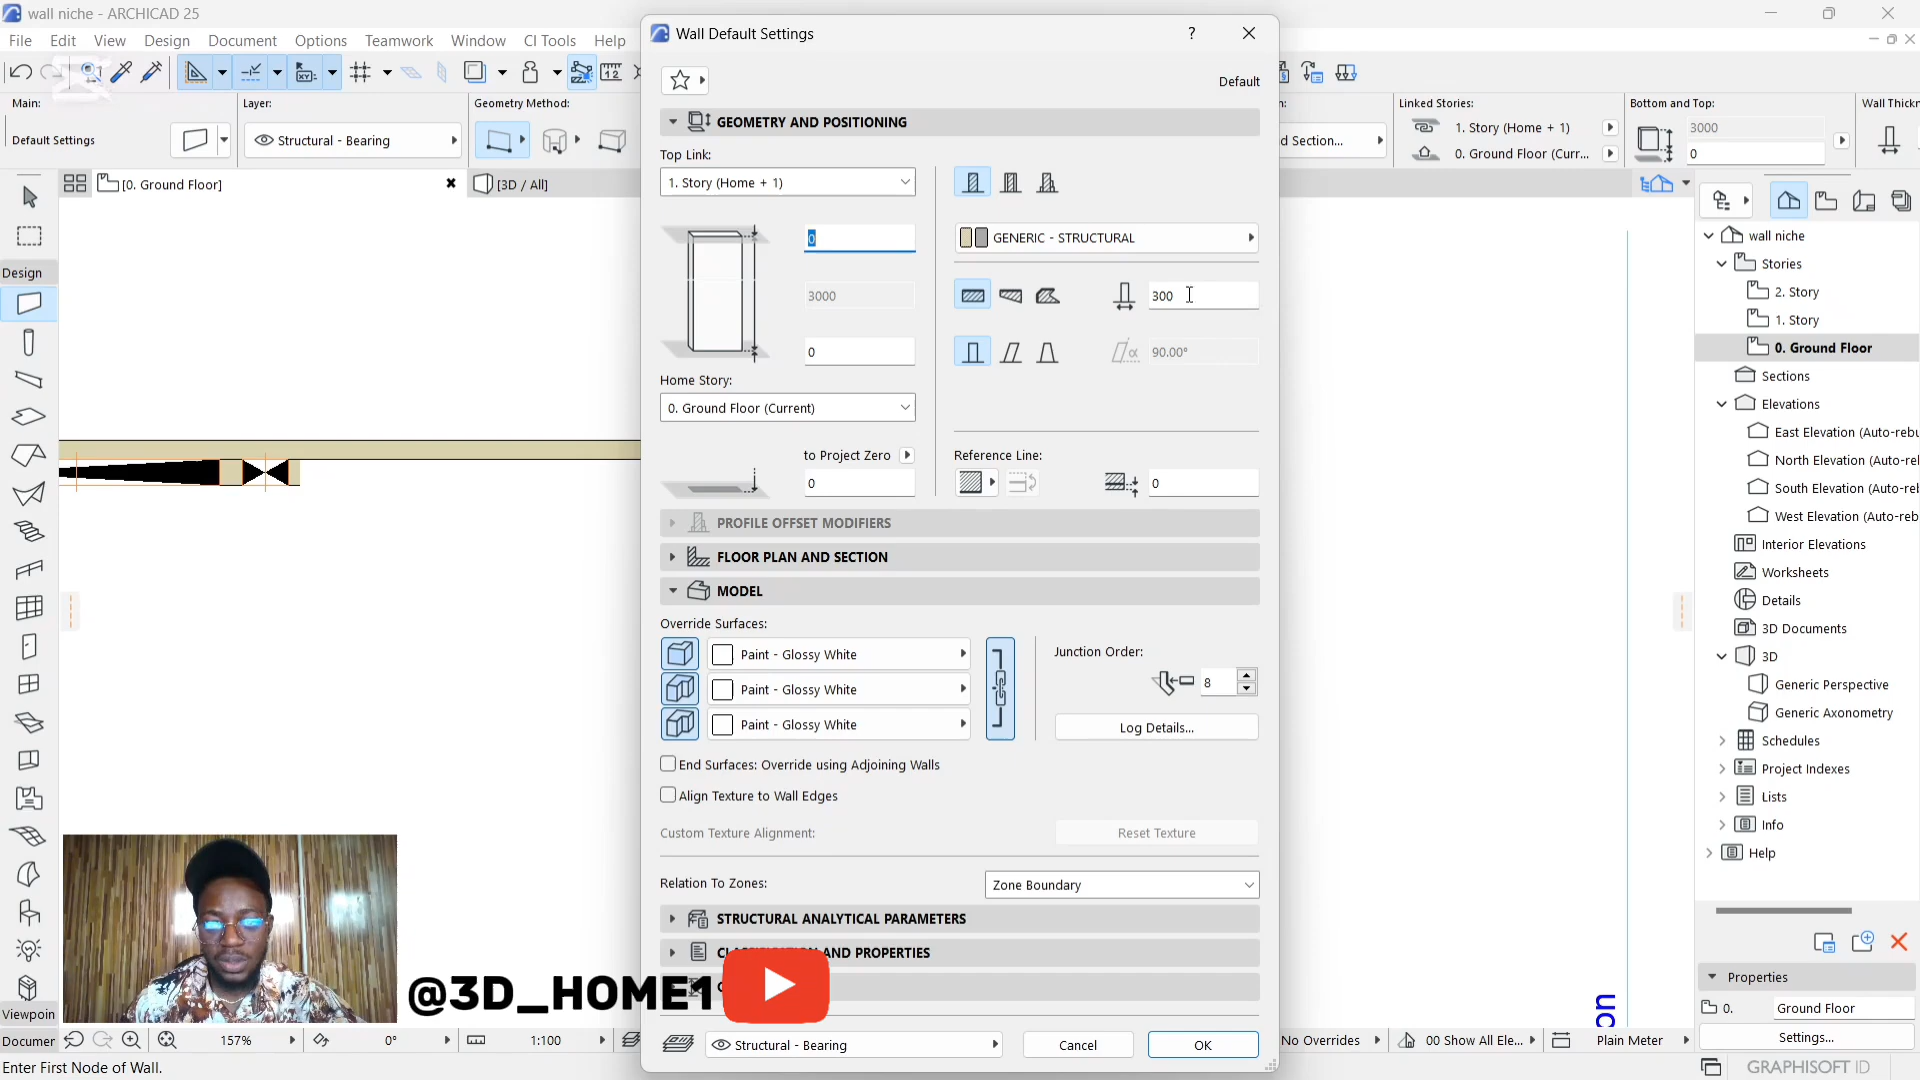 wall niche - ARCHICAD 25
File Edit View Design Document Options Teamwork Window CI Tools Help
Main:
Default Settings
Layer:
Structural - Bearing
Geometry Method:
d Section...
Linked Stories:
1. Story (Home + 1)
0. Ground Floor (Curr...
Bottom and Top:
3000
0
Wall Thickn
[0. Ground Floor]
[3D / All]
Design
Viewpoin
Documer
Wall Default Settings
?
Default
GEOMETRY AND POSITIONING
Top Link:
1. Story (Home + 1)
0
3000
0
Home Story:
0. Ground Floor (Current)
to Project Zero
0
GENERIC - STRUCTURAL
300
90.00°
Reference Line:
0
PROFILE OFFSET MODIFIERS
FLOOR PLAN AND SECTION
MODEL
Override Surfaces:
Paint - Glossy White
Paint - Glossy White
Paint - Glossy White
Junction Order:
8
Log Details...
End Surfaces: Override using Adjoining Walls
Align Texture to Wall Edges
Custom Texture Alignment:
Reset Texture
Relation To Zones:
Zone Boundary
STRUCTURAL ANALYTICAL PARAMETERS
AND PROPERTIES
Structural - Bearing
Cancel
OK
@3D_HOME1
wall niche
Stories
2. Story
1. Story
0. Ground Floor
Sections
Elevations
East Elevation (Auto-rebu
North Elevation (Auto-rel
South Elevation (Auto-re
West Elevation (Auto-reb
Interior Elevations
Worksheets
Details
3D Documents
3D
Generic Perspective
Generic Axonometry
Schedules
Project Indexes
Lists
Info
Help
Properties
0.
Ground Floor
Settings...
157%
0°
1:100
No Overrides
00 Show All Ele...
Plain Meter
Enter First Node of Wall.
GRAPHISOFT ID